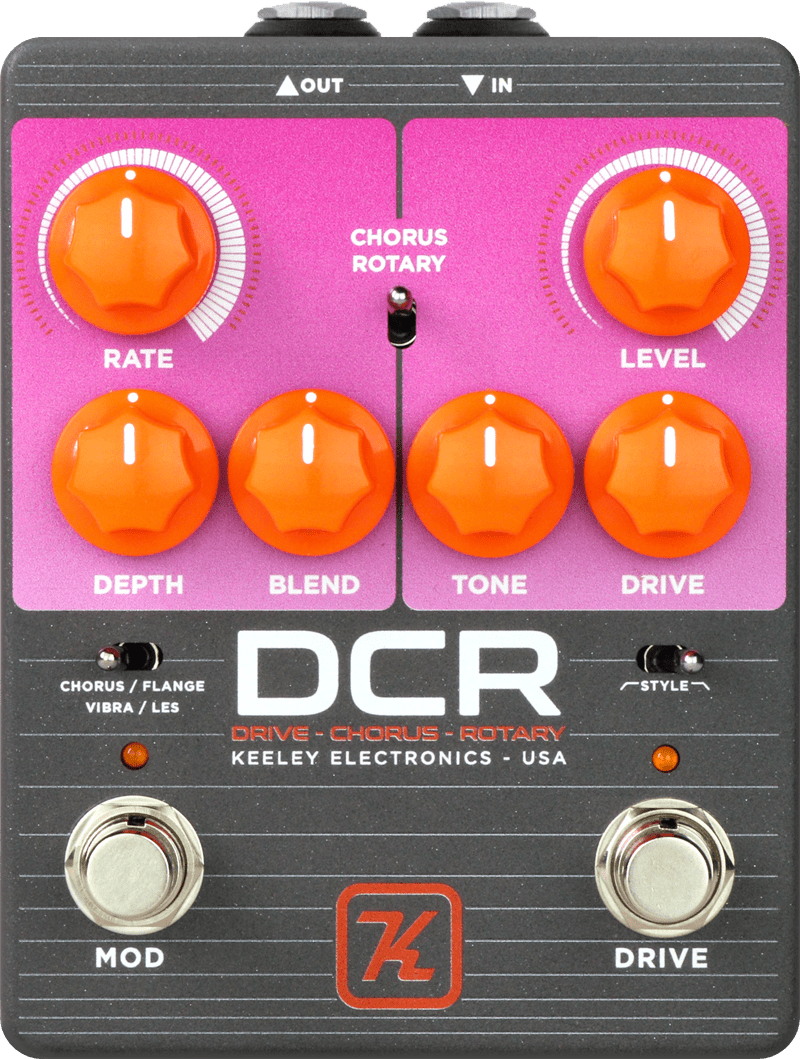 ▲OUT ▼ IN
CHORUS
ROTARY
RATE LEVEL
DEPTH BLEND TONE DRIVE
DCR
CHORUS / FLANGE
VIBRA / LES
STYLE
DRIVE - CHORUS - ROTARY
KEELEY ELECTRONICS - USA
K
MOD DRIVE